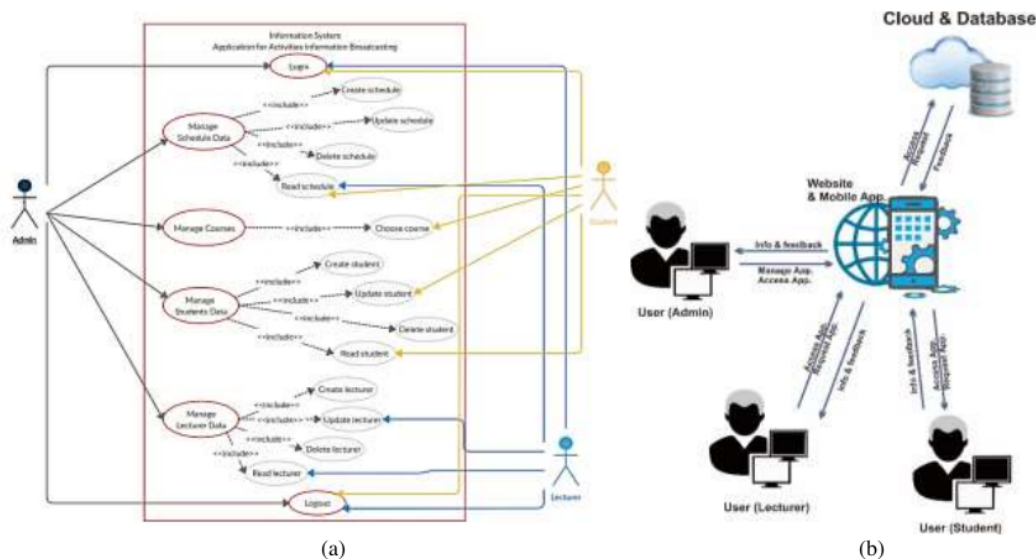 Information System
Application for Activities Information Broadcasting
Login
Create schedule
<<include>>
Update schedule
<<include>>
Manage
Schedule Data
<<include>>
Delete schedule
<<include>>
Read schedule
Admin
Student
Manage Courses
<<include>>
Choose course
Create student
<<include>>
<<include>>
Update student
Manage
Students Data
<<include>>
Delete student
<<include>>
Read student
Create lecturer
<<include>>
Manage
Lecturer Data
<<include>>
Update lecturer
<<include>>
Delete lecturer
<<include>>
Read lecturer
Lecturer
Logout
(a)
Cloud & Database
Access
Request
Feedback
Website
& Mobile App.
Info & feedback
Manage App.
Access App.
User (Admin)
Access App.
Request App.
Info & feedback
Info & feedback
Access App.
Request App.
User (Lecturer)
User (Student)
(b)